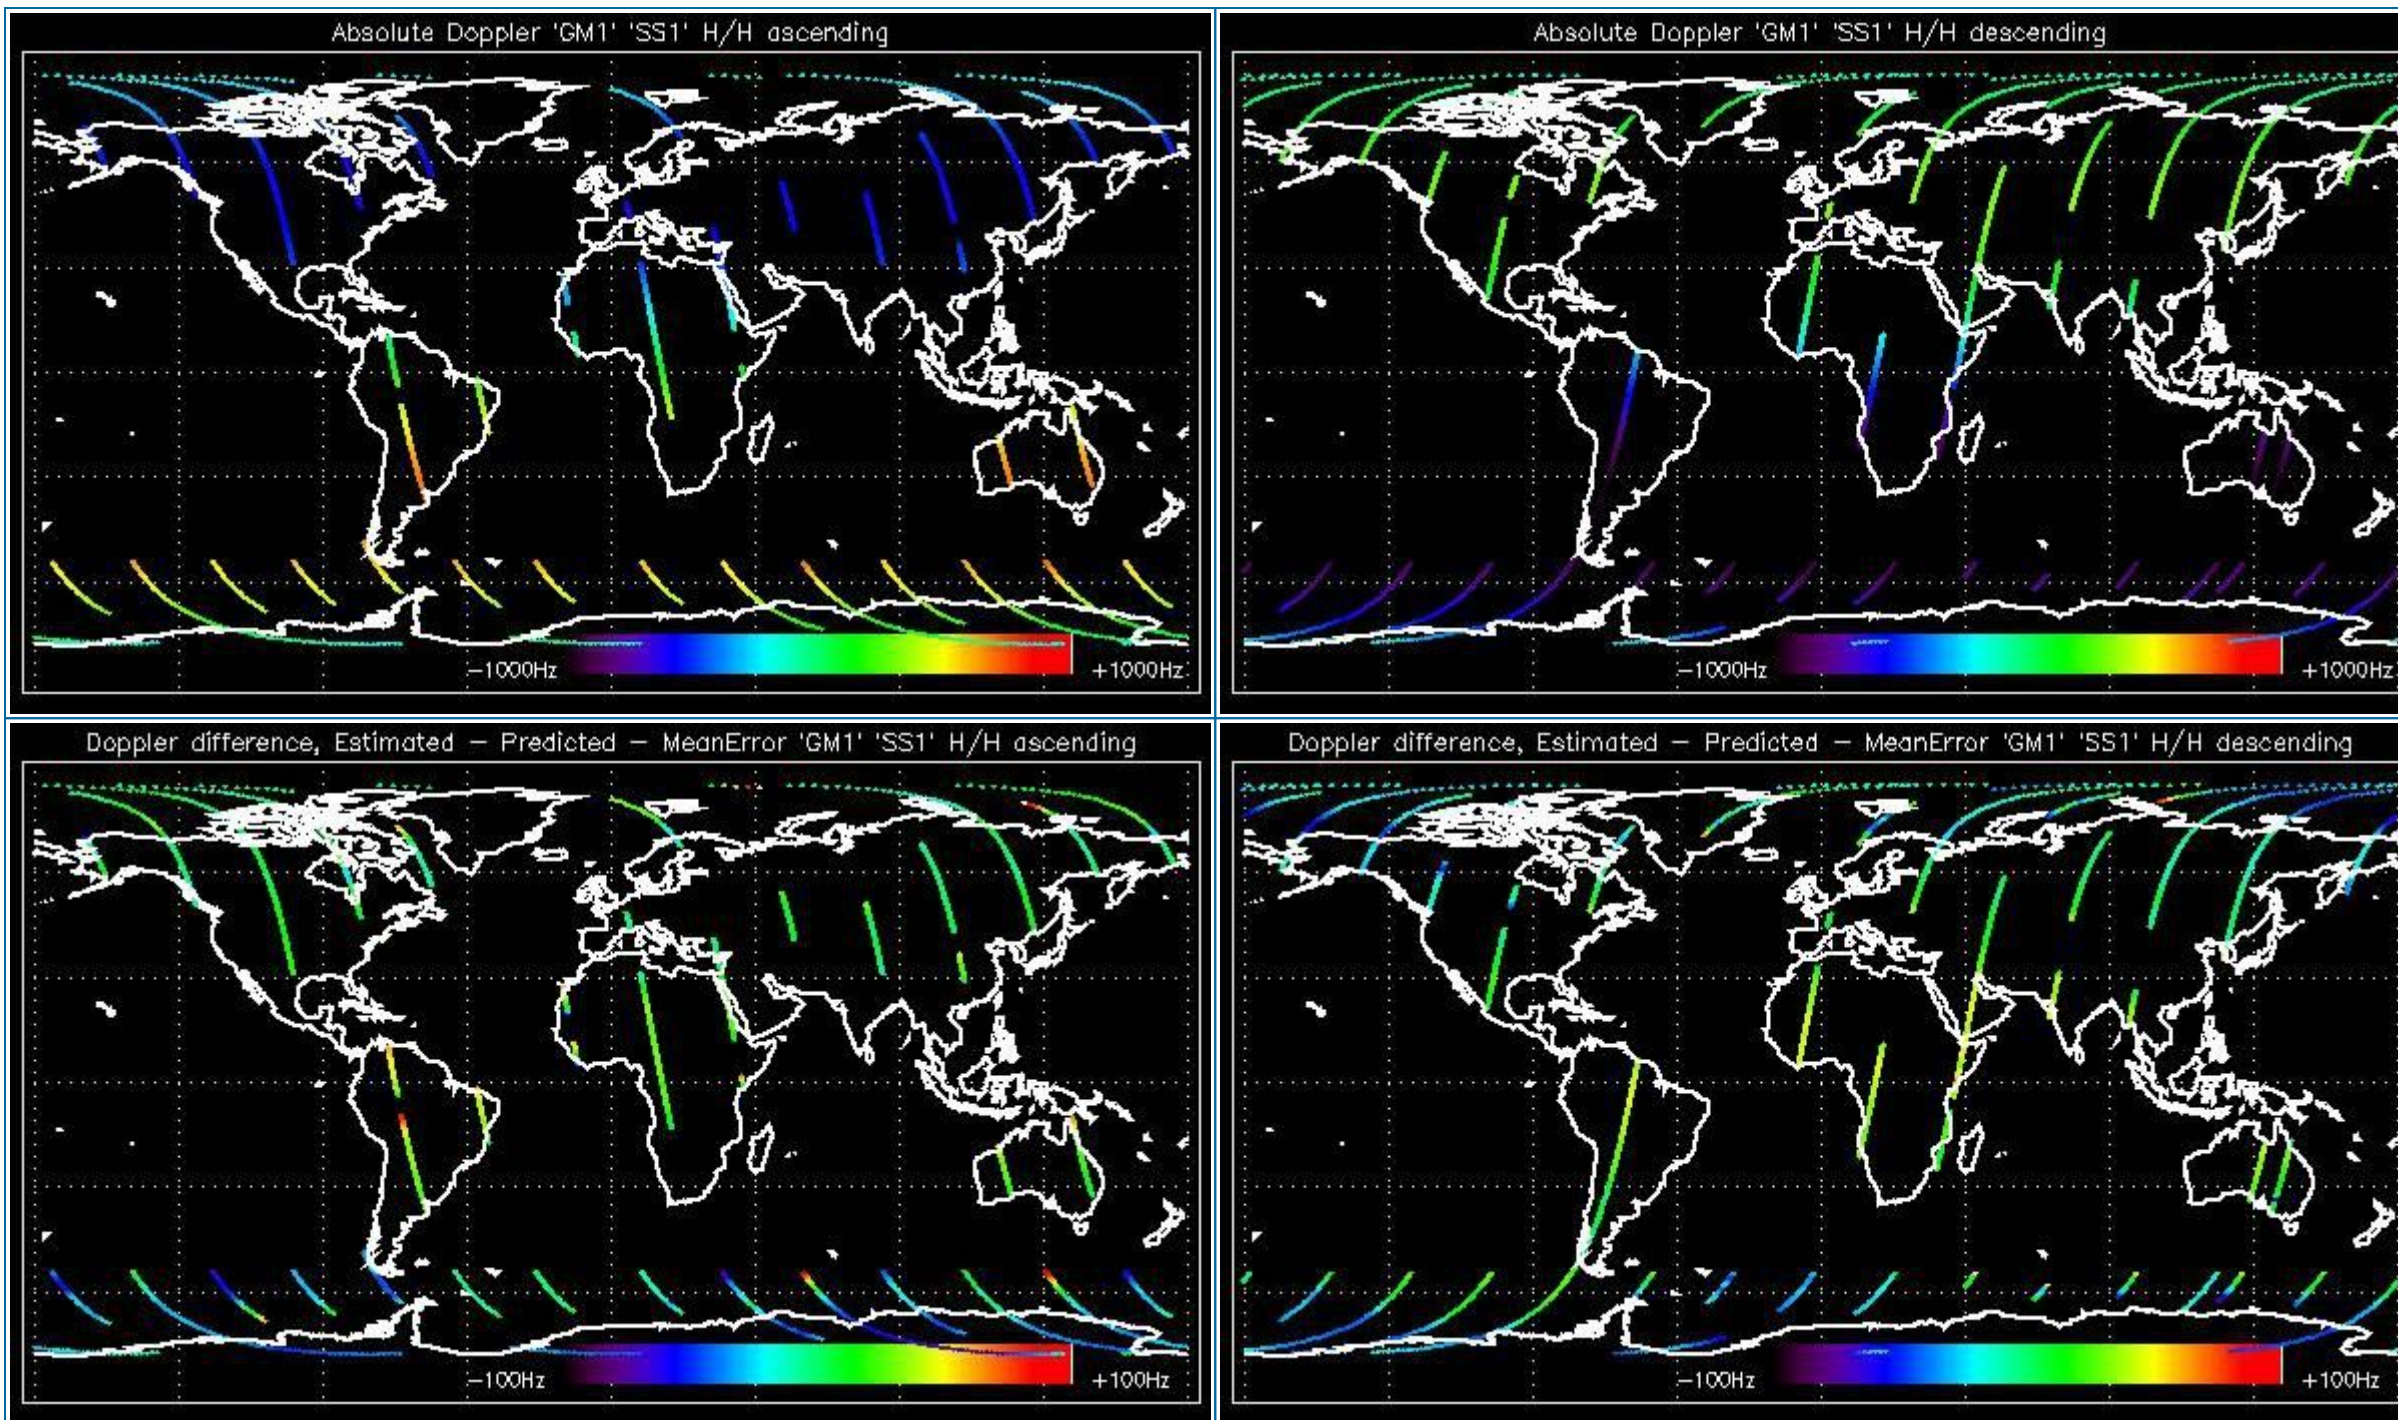 Absolute Doppler 'GM1' 'SS1' H/H ascending
-1000Hz
+1000Hz
Absolute Doppler 'GM1' 'SS1' H/H descending
-1000Hz
+1000Hz
Doppler difference, Estimated – Predicted – MeanError 'GM1' 'SS1' H/H ascending
-100Hz
+100Hz
Doppler difference, Estimated – Predicted – MeanError 'GM1' 'SS1' H/H descending
-100Hz
+100Hz